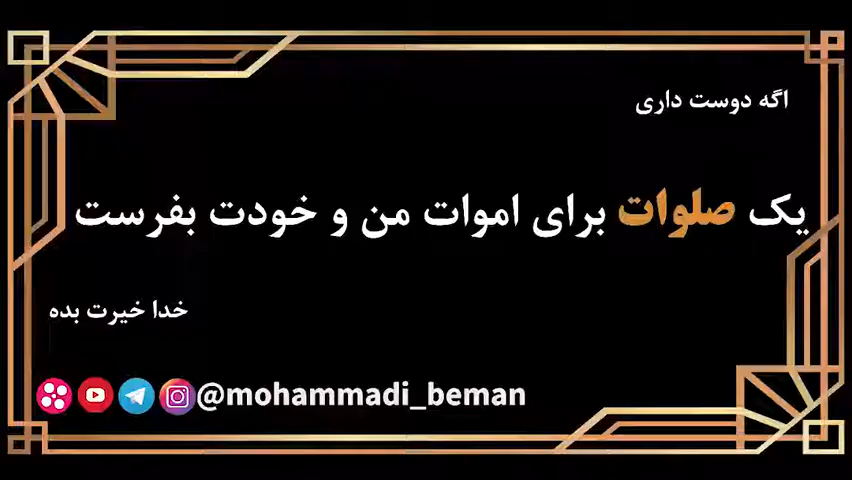 اگه دوست داری
یک صلوات برای اموات من و خودت بفرست
خدا خیرت بده
@mohammadi_beman